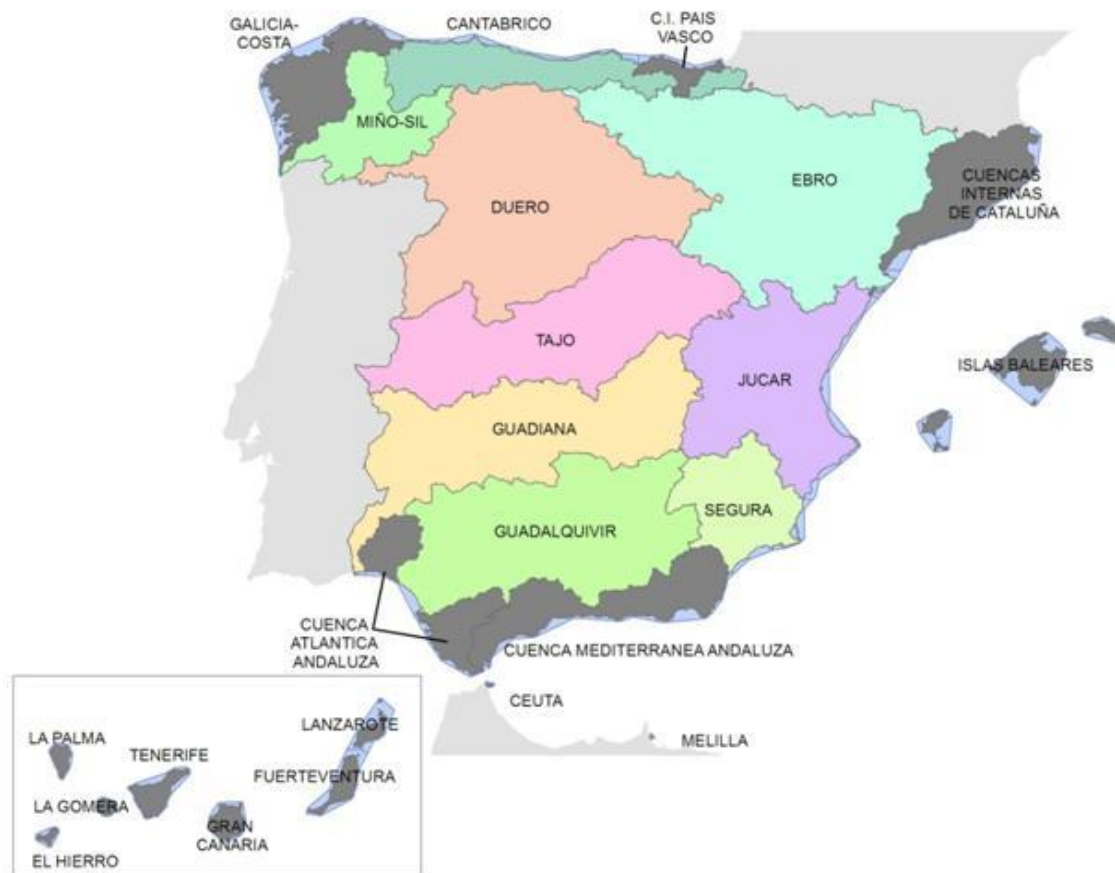 GALICIA-
COSTA
CANTABRICO
C.I. PAIS
VASCO
MIÑO-SIL
EBRO
CUENCAS
INTERNAS
DE CATALUÑA
DUERO
TAJO
ISLAS BALEARES
JUCAR
GUADIANA
SEGURA
GUADALQUIVIR
CUENCA
ATLANTICA
ANDALUZA
CUENCA MEDITERRANEA ANDALUZA
CEUTA
MELILLA
LANZAROTE
LA PALMA
TENERIFE
FUERTEVENTURA
LA GOMERA
GRAN
CANARIA
EL HIERRO